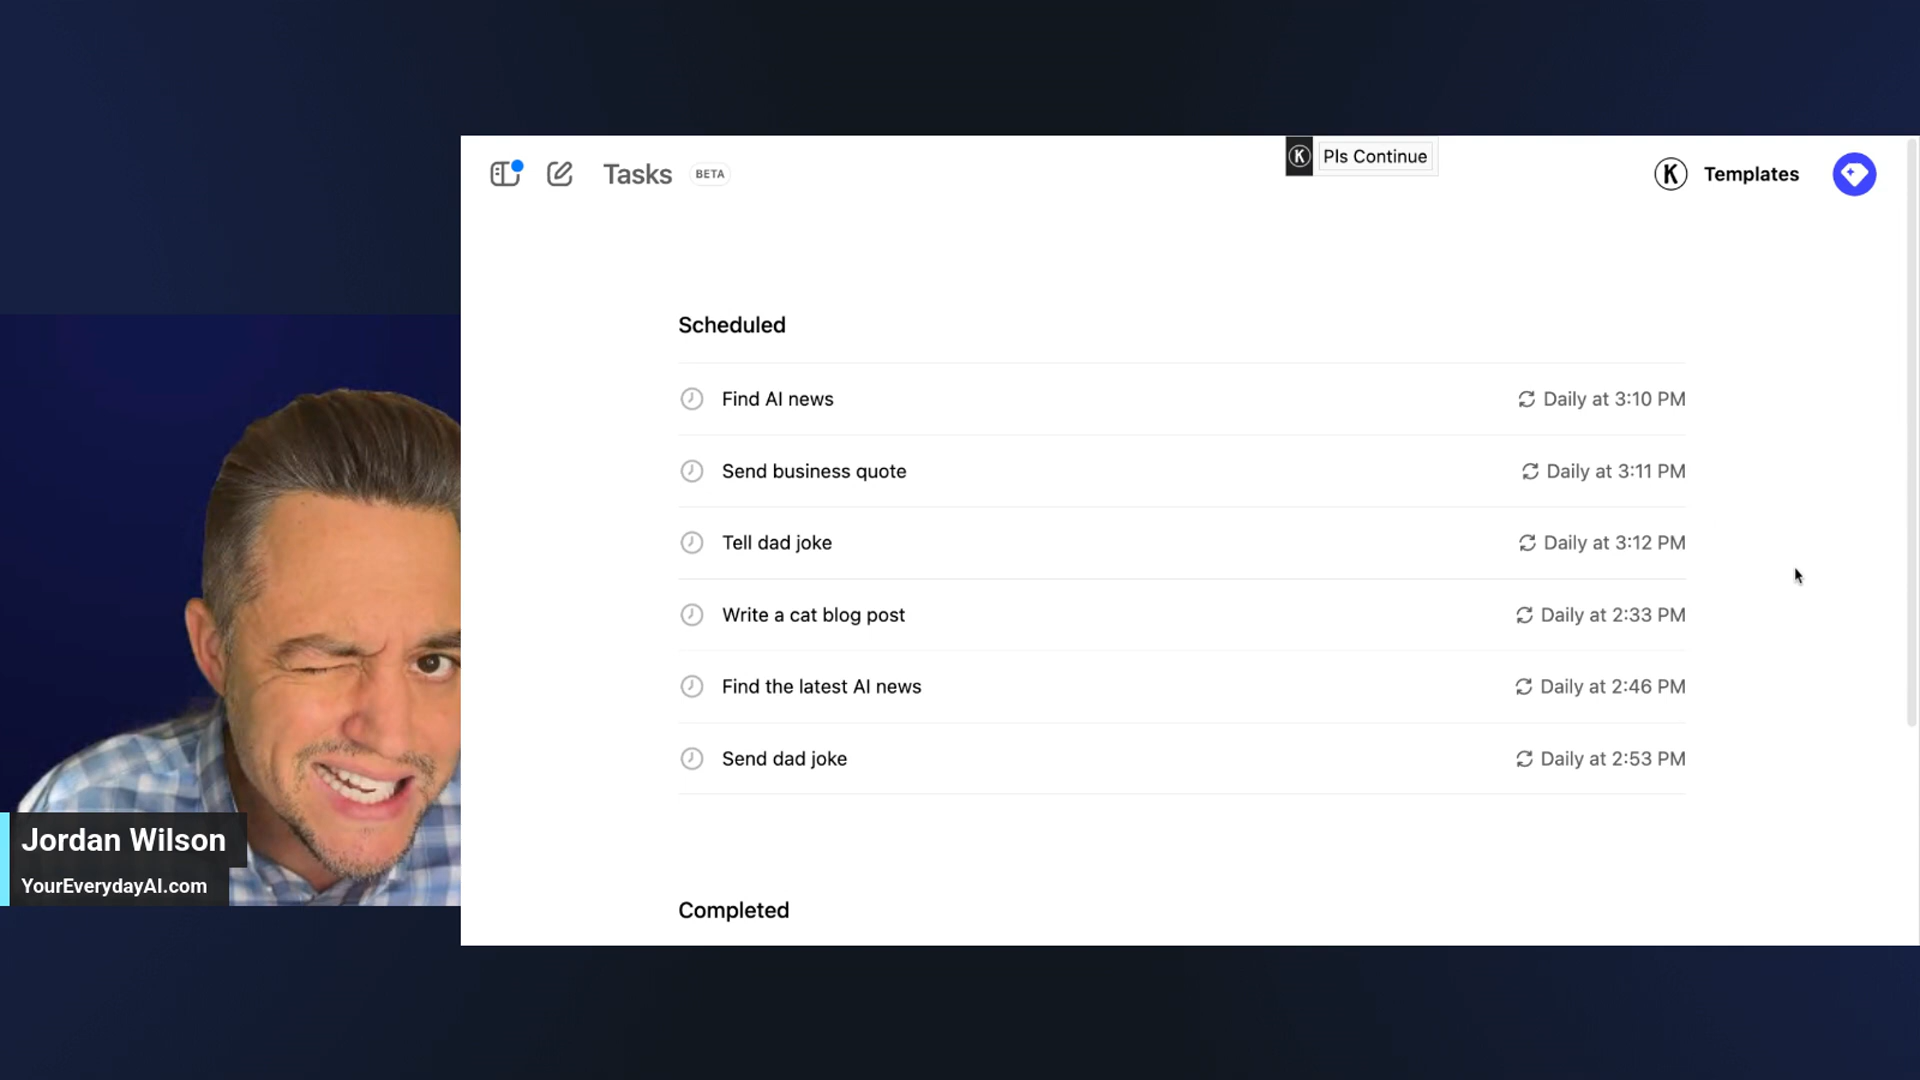 Tasks BETA
K Pls Continue
K Templates
Scheduled
Find AI news Daily at 3:10 PM
Send business quote Daily at 3:11 PM
Tell dad joke Daily at 3:12 PM
Write a cat blog post Daily at 2:33 PM
Find the latest AI news Daily at 2:46 PM
Send dad joke Daily at 2:53 PM
Completed
Jordan Wilson
YourEverydayAI.com